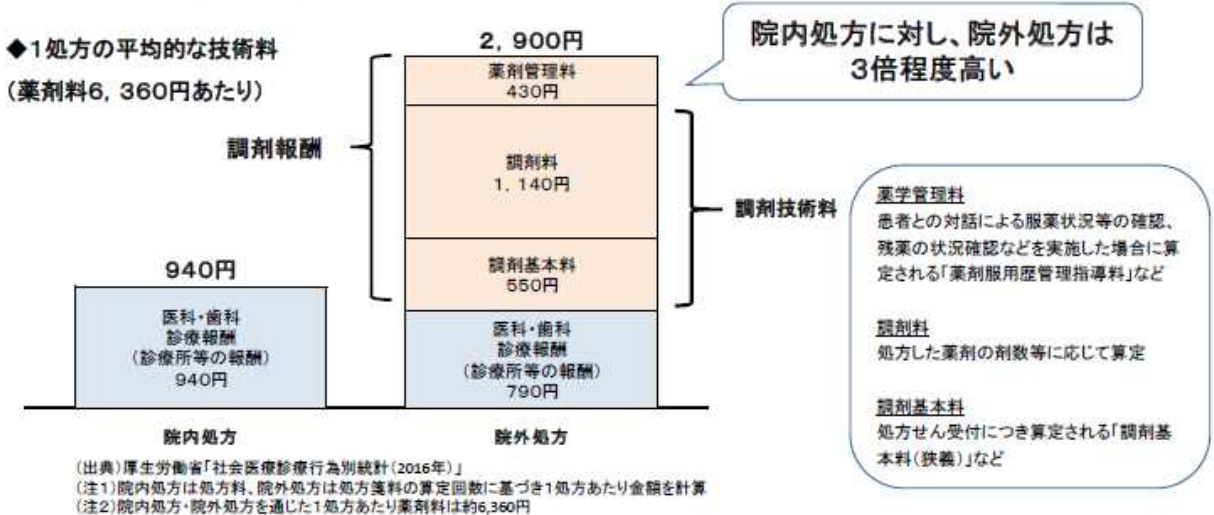 ◆1処方の平均的な技術料
(薬剤料6,360円あたり)
2,900円
薬剤管理料
430円
調剤料
1,140円
調剤基本料
550円
医科・歯科
診療報酬
(診療所等の報酬)
790円
院外処方
調剤報酬
調剤技術料
940円
医科・歯科
診療報酬
(診療所等の報酬)
940円
院内処方
院内処方に対し、院外処方は
3倍程度高い
薬学管理料
患者との対話による服薬状況等の確認、
残薬の状況確認などを実施した場合に算
定される「薬剤服用歴管理指導料」など
調剤料
処方した薬剤の剤数等に応じて算定
調剤基本料
処方せん受付につき算定される「調剤基
本料(狭義)」など
(出典)厚生労働省「社会医療診療行為別統計(2016年)」
(注1)院内処方は処方料、院外処方は処方箋料の算定回数に基づき1処方あたり金額を計算
(注2)院内処方・院外処方を通じた1処方あたり薬剤料は約6,360円